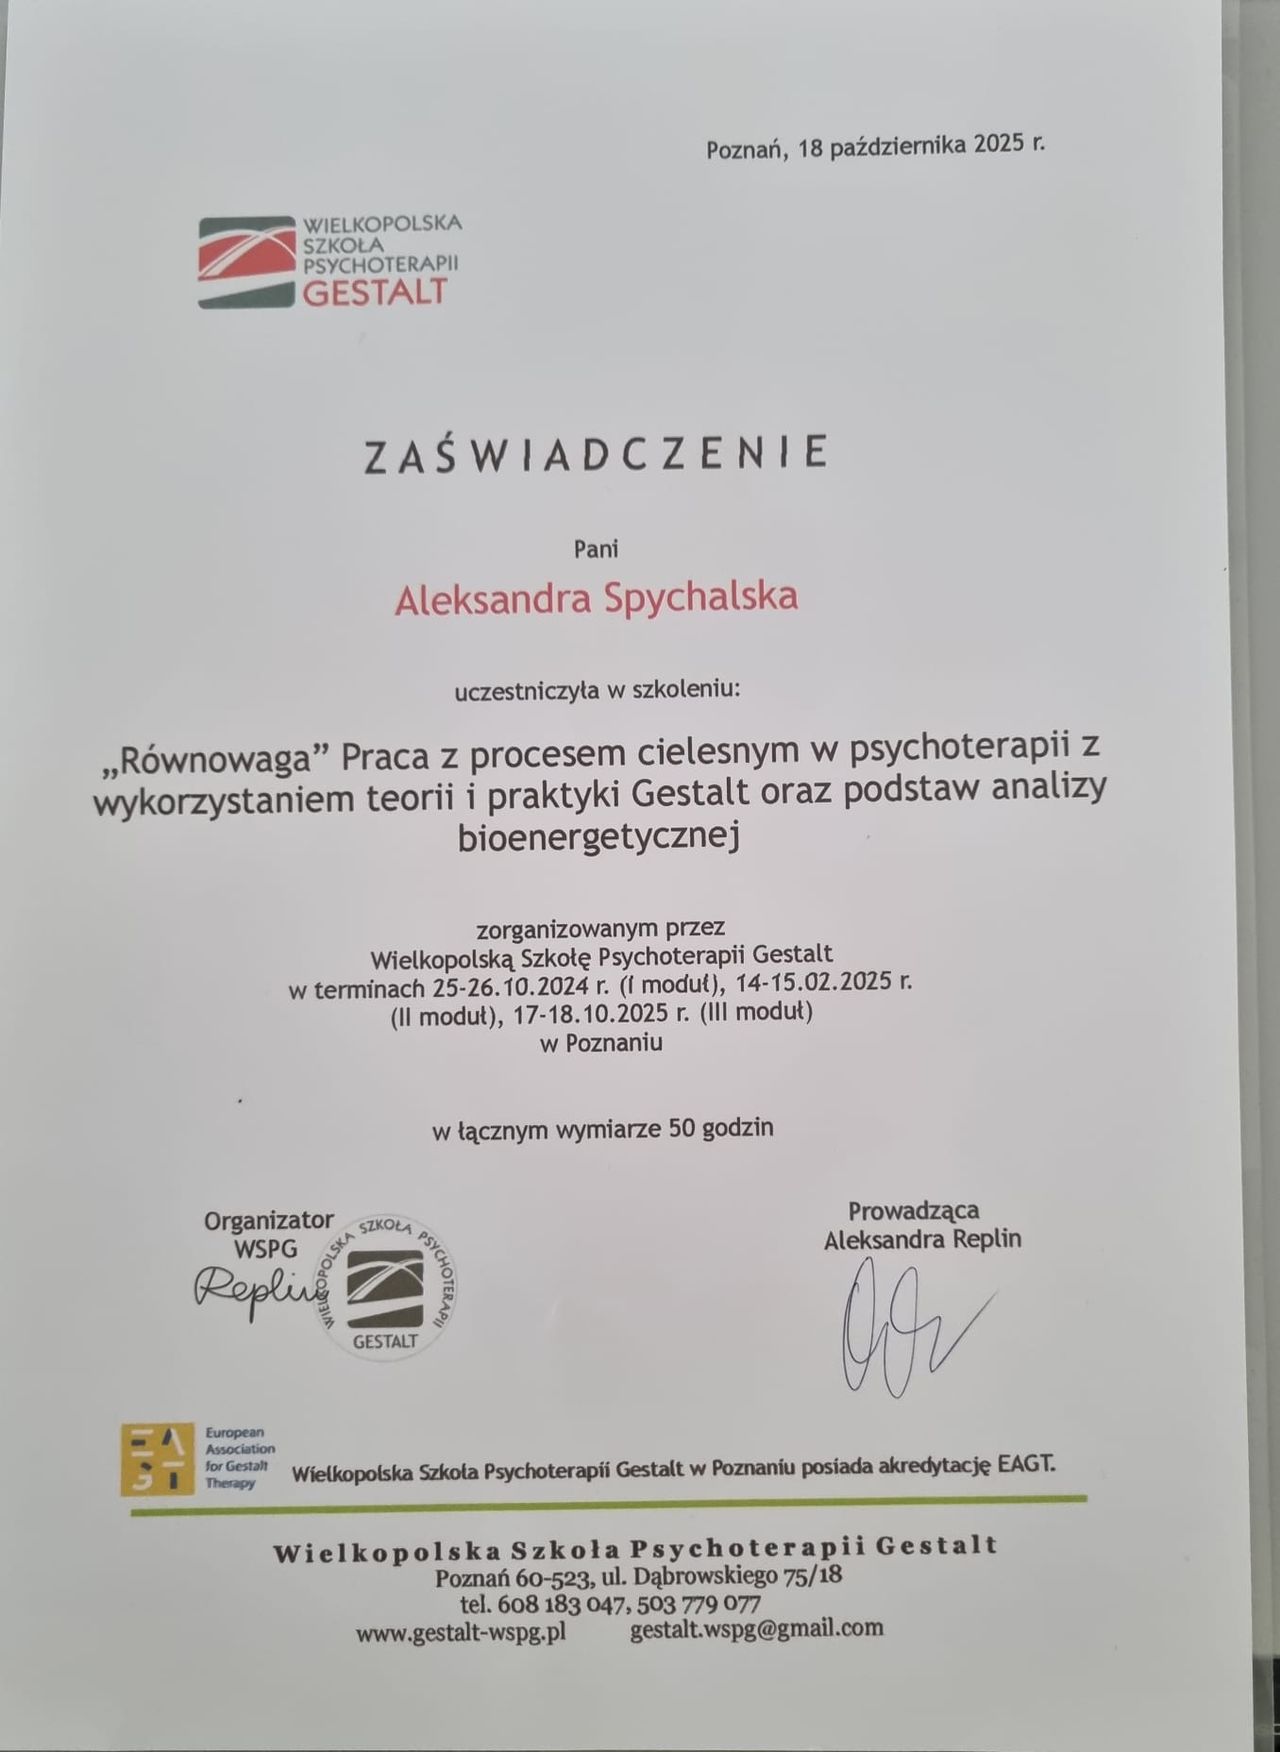 Poznań, 18 października 2025 r.
WIELKOPOLSKA
SZKOŁA
PSYCHOTERAPII
GESTALT
ZAŚWIADCZENIE
Pani
Aleksandra Spychalska
uczestniczyła w szkoleniu:
„Równowaga” Praca z procesem cielesnym w psychoterapii z
wykorzystaniem teorii i praktyki Gestalt oraz podstaw analizy
bioenergetycznej
zorganizowanym przez
Wielkopolską Szkołę Psychoterapii Gestalt
w terminach 25-26.10.2024 r. (I moduł), 14-15.02.2025 r.
(II moduł), 17-18.10.2025 r. (III moduł)
w Poznaniu
w łącznym wymiarze 50 godzin
Organizator
WSPG
Replin
WIELKOPOLSKA SZKOŁA PSYCHOTERAPII
GESTALT
Prowadząca
Aleksandra Replin
EAGT
European
Association
for Gestalt
Therapy
Wielkopolska Szkoła Psychoterapii Gestalt w Poznaniu posiada akredytację EAGT.
Wielkopolska Szkoła Psychoterapii Gestalt
Poznań 60-523, ul. Dąbrowskiego 75/18
tel. 608 183 047, 503 779 077
www.gestalt-wspg.pl gestalt.wspg@gmail.com